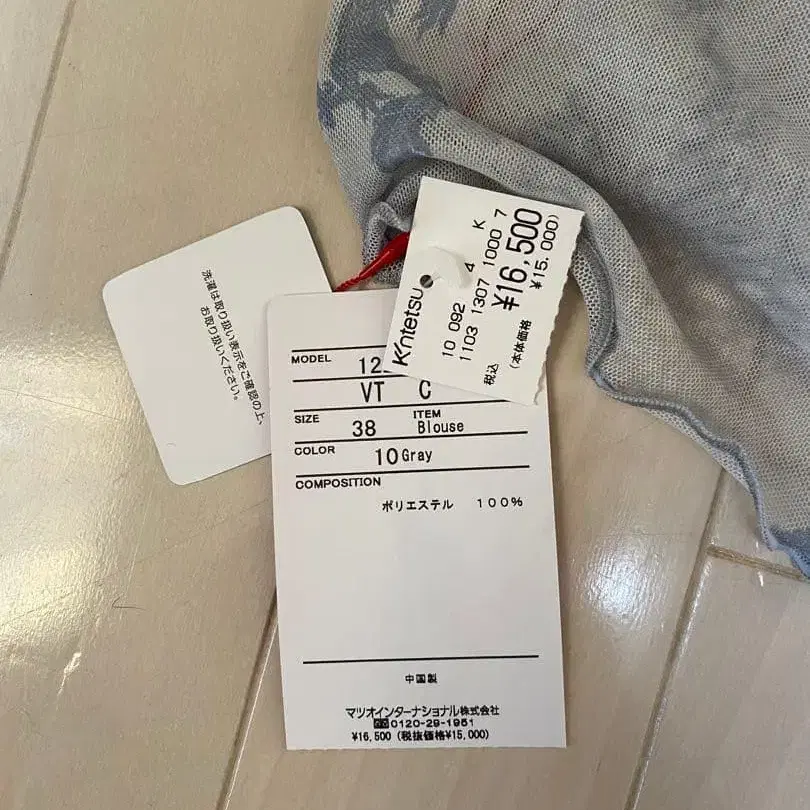 洗濯は取り扱い表示をご確認の上、
お取り扱いください。
Kintetsu
10 092 4 K
1103 1307 1000 7
税込 ¥16,500
(本体価格 ¥15,000)
MODEL 12
VT C
SIZE 38 ITEM Blouse
COLOR 10 Gray
COMPOSITION
ポリエステル 100%
中国製
マツオインターナショナル株式会社
0120-29-1951
¥16,500 (税抜価格¥15,000)